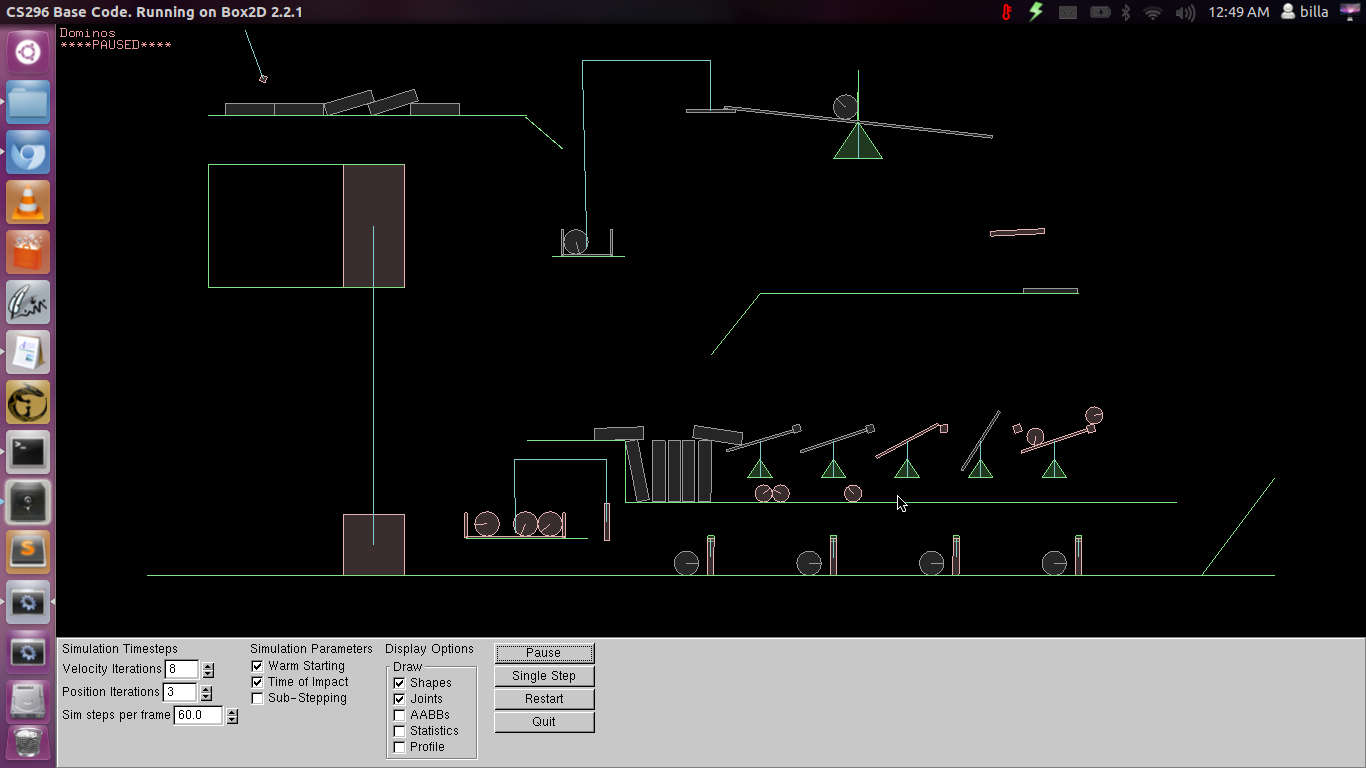 CS296 Base Code. Running on Box2D 2.2.1
12:49 AM billa
Dominos
****PAUSED****
Simulation Timesteps
Velocity Iterations 8
Position Iterations 3
Sim steps per frame 60.0
Simulation Parameters
Warm Starting
Time of Impact
Sub-Stepping
Display Options
Draw
Shapes
Joints
AABBs
Statistics
Profile
Pause
Single Step
Restart
Quit